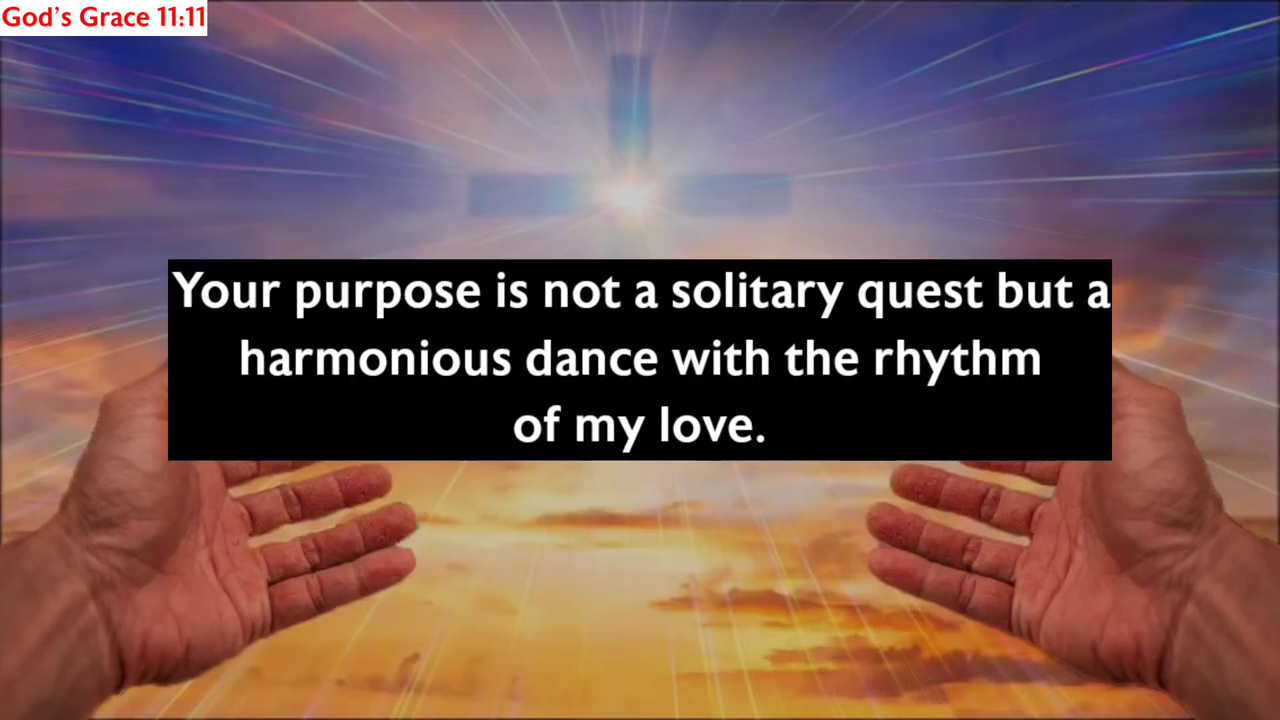 God's Grace 11:11
Your purpose is not a solitary quest but a
harmonious dance with the rhythm
of my love.